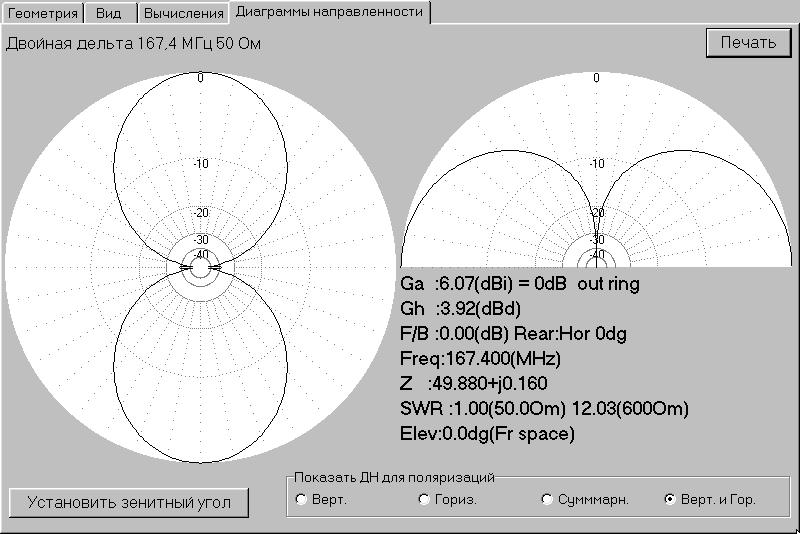 Геометрия Вид Вычисления Диаграммы направленности
Двойная дельта 167,4 МГц 50 Ом
Печать
0
-10
-20
-30
-40
0
-10
-20
-30
-40
Ga :6.07(dBi) = 0dB out ring
Gh :3.92(dBd)
F/B :0.00(dB) Rear:Hor 0dg
Freq:167.400(MHz)
Z :49.880+j0.160
SWR :1.00(50.0Om) 12.03(600Om)
Elev:0.0dg(Fr space)
Установить зенитный угол
Показать ДН для поляризаций
Верт. Гориз. Сумммарн. Верт. и Гор.